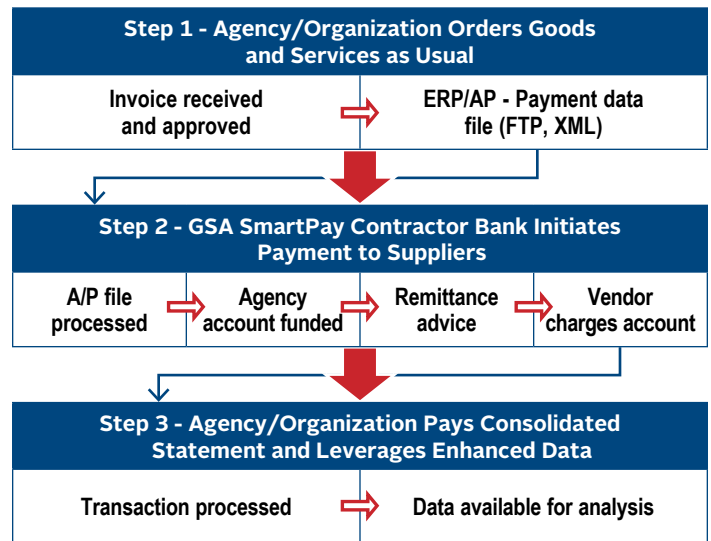 Step 1 - Agency/Organization Orders Goods
and Services as Usual
Invoice received
and approved
ERP/AP - Payment data
file (FTP, XML)
Step 2 - GSA SmartPay Contractor Bank Initiates
Payment to Suppliers
A/P file
processed
Agency
account funded
Remittance
advice
Vendor
charges account
Step 3 - Agency/Organization Pays Consolidated
Statement and Leverages Enhanced Data
Transaction processed
Data available for analysis